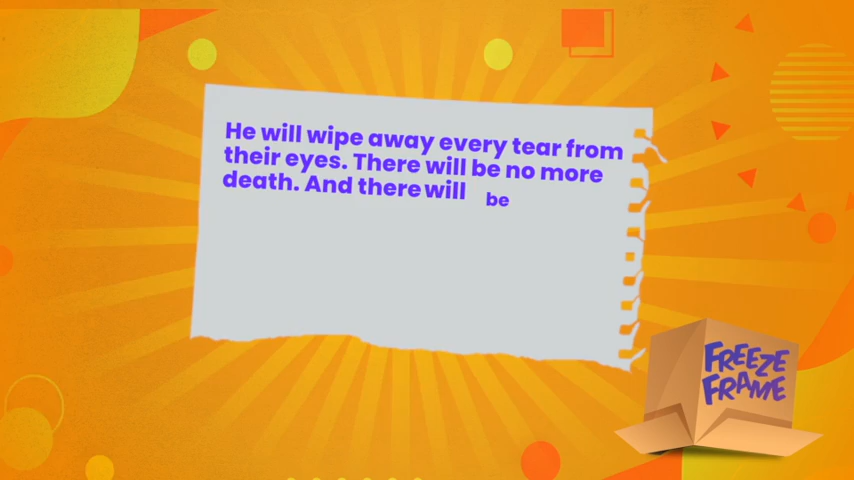 He will wipe away every tear from
their eyes. There will be no more
death. And there will be
FREEZE
FRAME